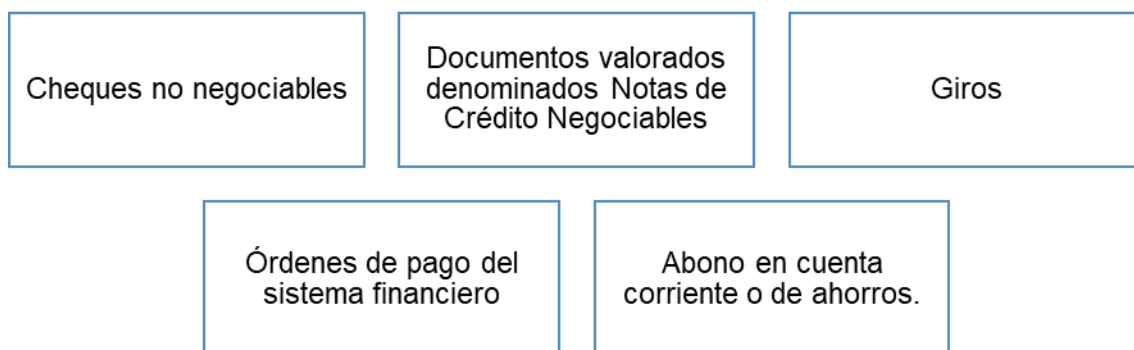 Cheques no negociables
Documentos valorados
denominados Notas de
Crédito Negociables
Giros
Órdenes de pago del
sistema financiero
Abono en cuenta
corriente o de ahorros.